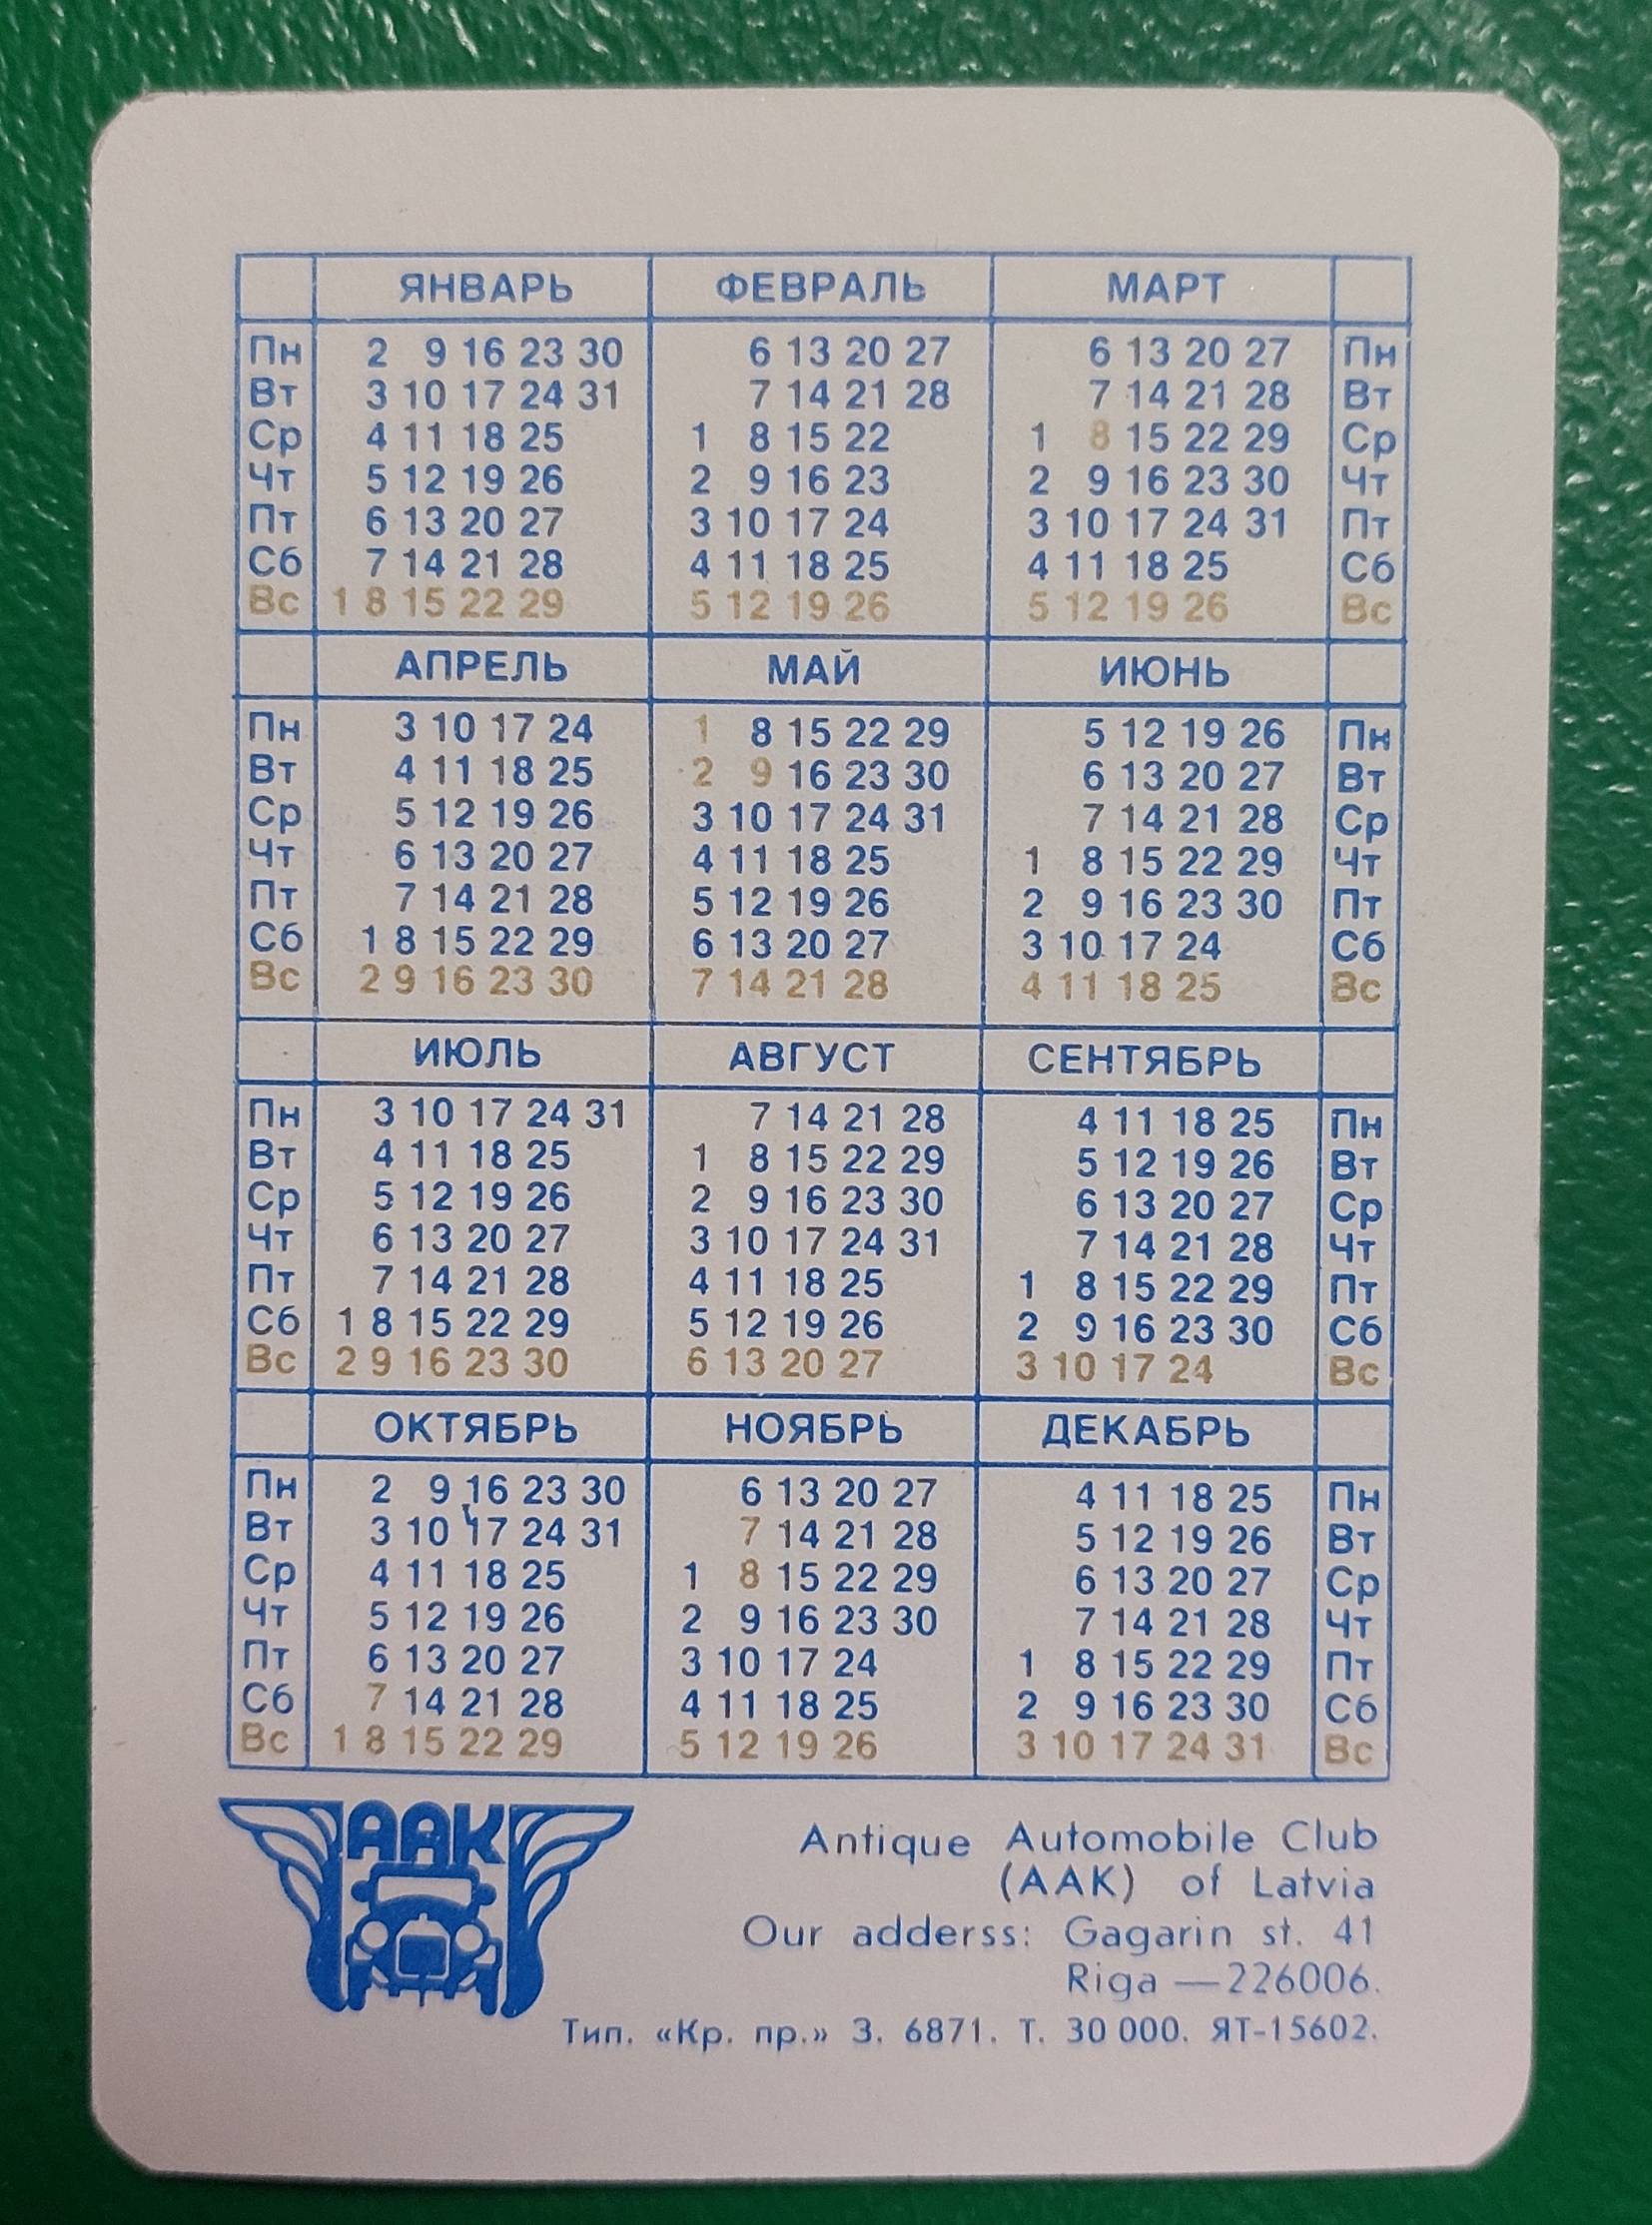 ЯНВАРЬ ФЕВРАЛЬ МАРТ
Пн 2 9 16 23 30 6 13 20 27 6 13 20 27 Пн
Вт 3 10 17 24 31 7 14 21 28 7 14 21 28 Вт
Ср 4 11 18 25 1 8 15 22 1 8 15 22 29 Ср
Чт 5 12 19 26 2 9 16 23 2 9 16 23 30 Чт
Пт 6 13 20 27 3 10 17 24 3 10 17 24 31 Пт
Сб 7 14 21 28 4 11 18 25 4 11 18 25 Сб
Вс 1 8 15 22 29 5 12 19 26 5 12 19 26 Вс
АПРЕЛЬ МАЙ ИЮНЬ
Пн 3 10 17 24 1 8 15 22 29 5 12 19 26 Пн
Вт 4 11 18 25 2 9 16 23 30 6 13 20 27 Вт
Ср 5 12 19 26 3 10 17 24 31 7 14 21 28 Ср
Чт 6 13 20 27 4 11 18 25 1 8 15 22 29 Чт
Пт 7 14 21 28 5 12 19 26 2 9 16 23 30 Пт
Сб 1 8 15 22 29 6 13 20 27 3 10 17 24 Сб
Вс 2 9 16 23 30 7 14 21 28 4 11 18 25 Вс
ИЮЛЬ АВГУСТ СЕНТЯБРЬ
Пн 3 10 17 24 31 7 14 21 28 4 11 18 25 Пн
Вт 4 11 18 25 1 8 15 22 29 5 12 19 26 Вт
Ср 5 12 19 26 2 9 16 23 30 6 13 20 27 Ср
Чт 6 13 20 27 3 10 17 24 31 7 14 21 28 Чт
Пт 7 14 21 28 4 11 18 25 1 8 15 22 29 Пт
Сб 1 8 15 22 29 5 12 19 26 2 9 16 23 30 Сб
Вс 2 9 16 23 30 6 13 20 27 3 10 17 24 Вс
ОКТЯБРЬ НОЯБРЬ ДЕКАБРЬ
Пн 2 9 16 23 30 6 13 20 27 4 11 18 25 Пн
Вт 3 10 17 24 31 7 14 21 28 5 12 19 26 Вт
Ср 4 11 18 25 1 8 15 22 29 6 13 20 27 Ср
Чт 5 12 19 26 2 9 16 23 30 7 14 21 28 Чт
Пт 6 13 20 27 3 10 17 24 1 8 15 22 29 Пт
Сб 7 14 21 28 4 11 18 25 2 9 16 23 30 Сб
Вс 1 8 15 22 29 5 12 19 26 3 10 17 24 31 Вс
AAK
Antique Automobile Club
(AAK) of Latvia
Our adderss: Gagarin st. 41
Riga — 226006.
Тип. «Кр. пр.» З. 6871. Т. 30 000. ЯТ-15602.